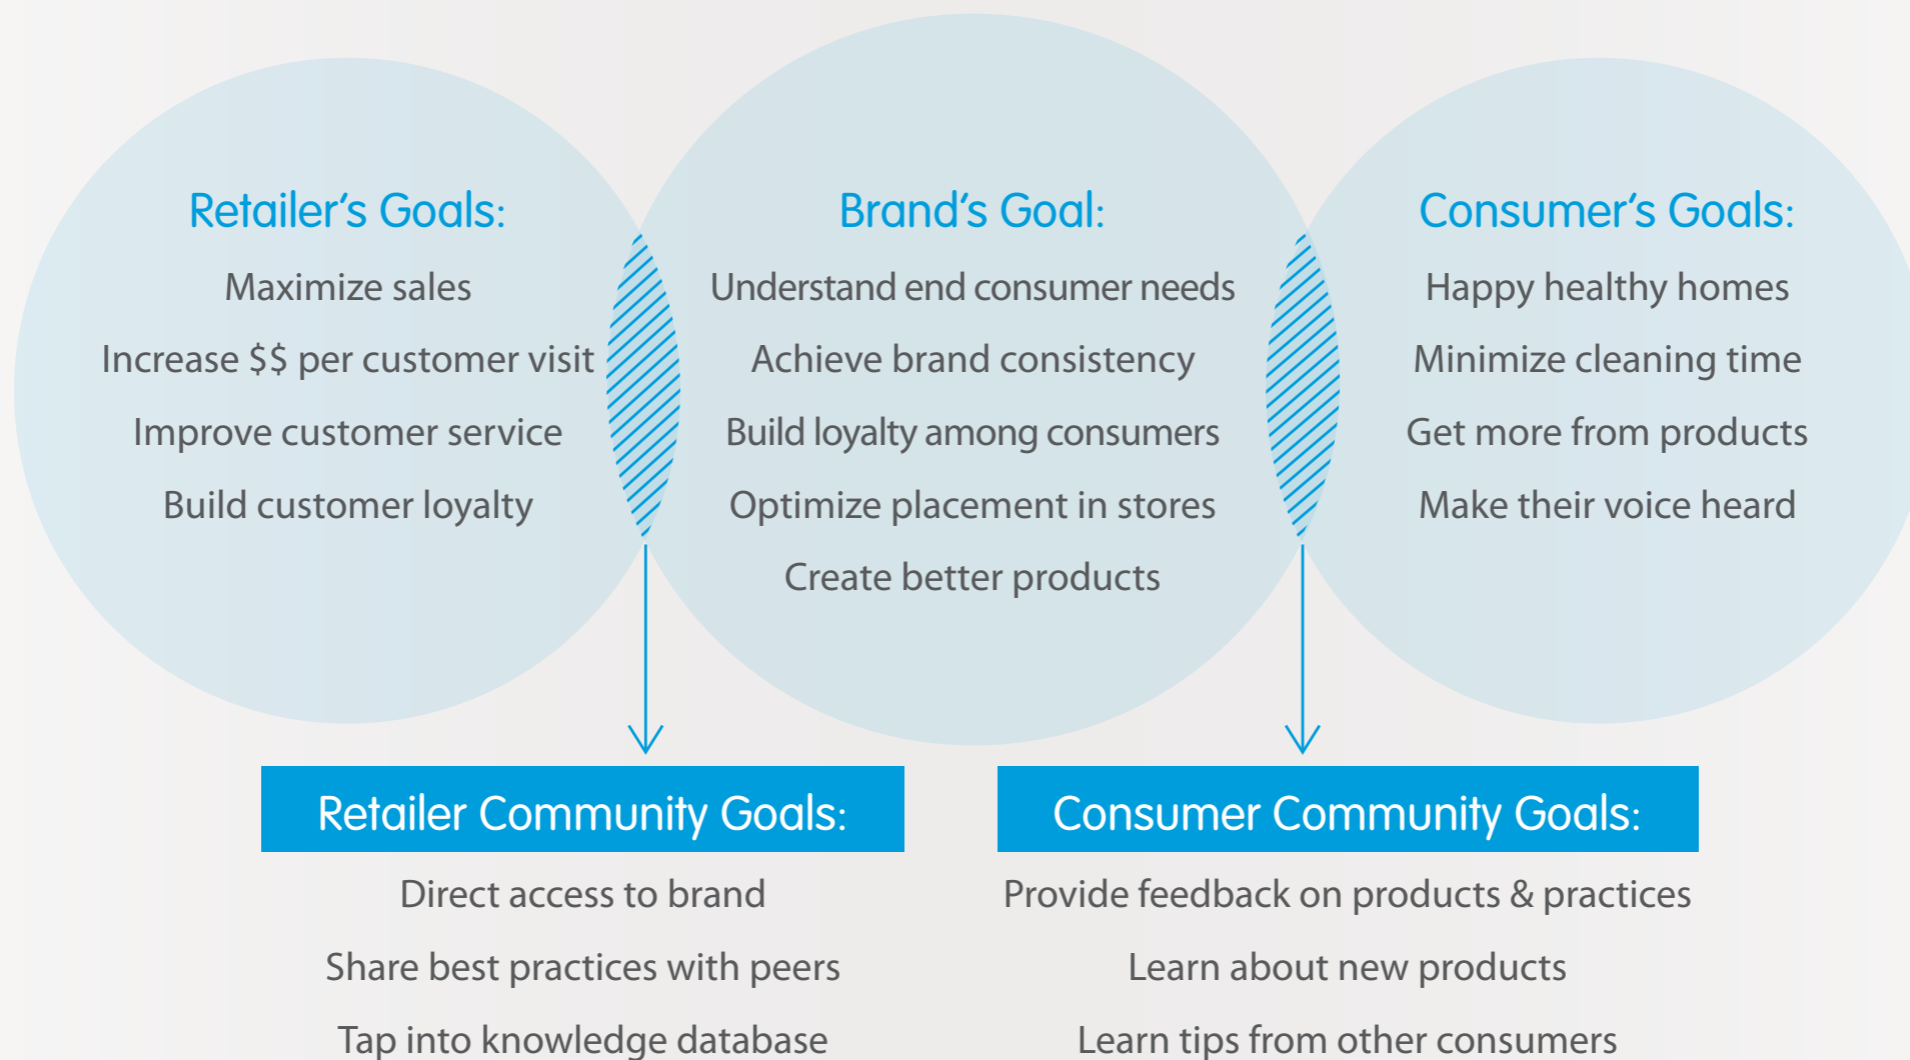 Retailer's Goals:
Maximize sales
Increase $$ per customer visit
Improve customer service
Build customer loyalty
Brand's Goal:
Understand end consumer needs
Achieve brand consistency
Build loyalty among consumers
Optimize placement in stores
Create better products
Consumer's Goals:
Happy healthy homes
Minimize cleaning time
Get more from products
Make their voice heard
Retailer Community Goals:
Direct access to brand
Share best practices with peers
Tap into knowledge database
Consumer Community Goals:
Provide feedback on products & practices
Learn about new products
Learn tips from other consumers